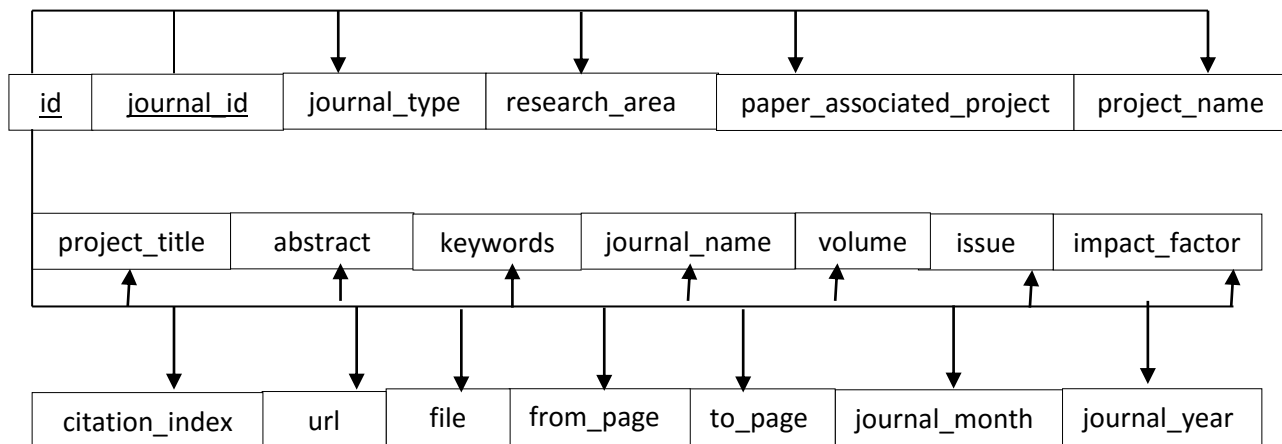 id journal_id journal_type research_area paper_associated_project project_name
project_title abstract keywords journal_name volume issue impact_factor
citation_index url file from_page to_page journal_month journal_year